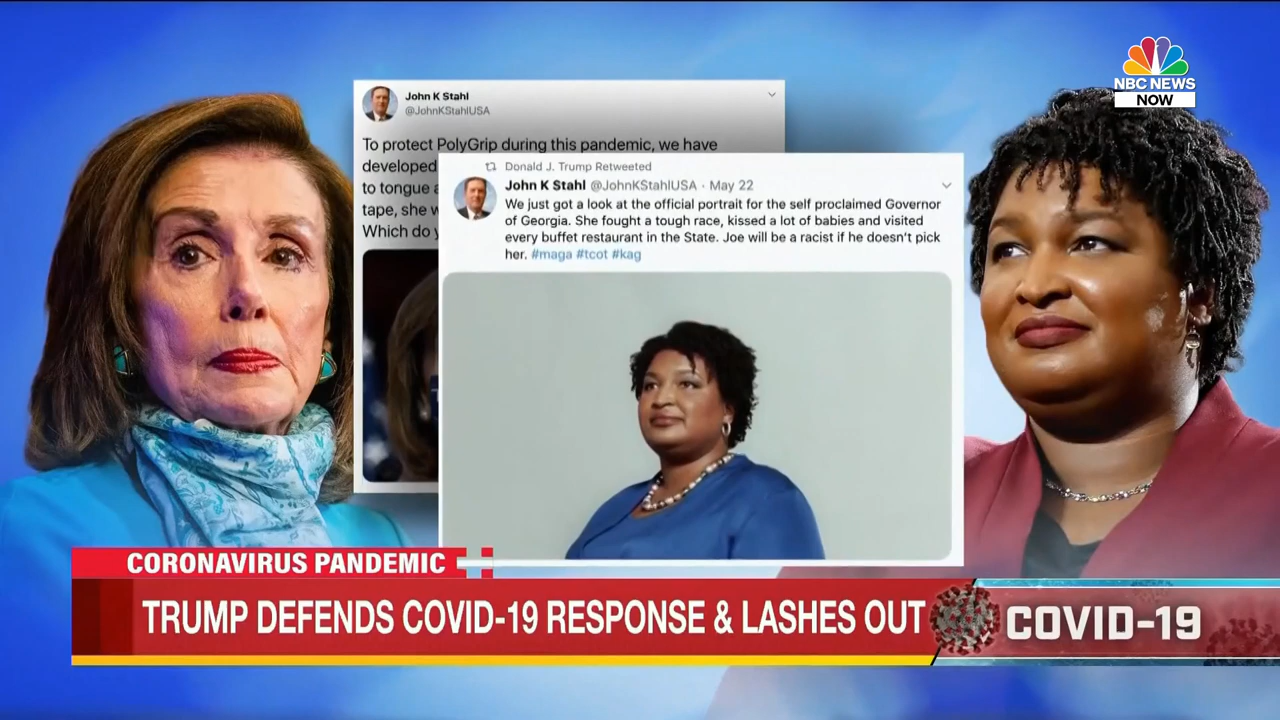 NBC NEWS
NOW
John K Stahl
@JohnKStahlUSA
To protect PolyGrip during this pandemic, we have
developed
to tongue
tape, she
Which do
Donald J. Trump Retweeted
John K Stahl @JohnKStahlUSA · May 22
We just got a look at the official portrait for the self proclaimed Governor
of Georgia. She fought a tough race, kissed a lot of babies and visited
every buffet restaurant in the State. Joe will be a racist if he doesn't pick
her. #maga #tcot #kag
CORONAVIRUS PANDEMIC
TRUMP DEFENDS COVID-19 RESPONSE & LASHES OUT
COVID-19